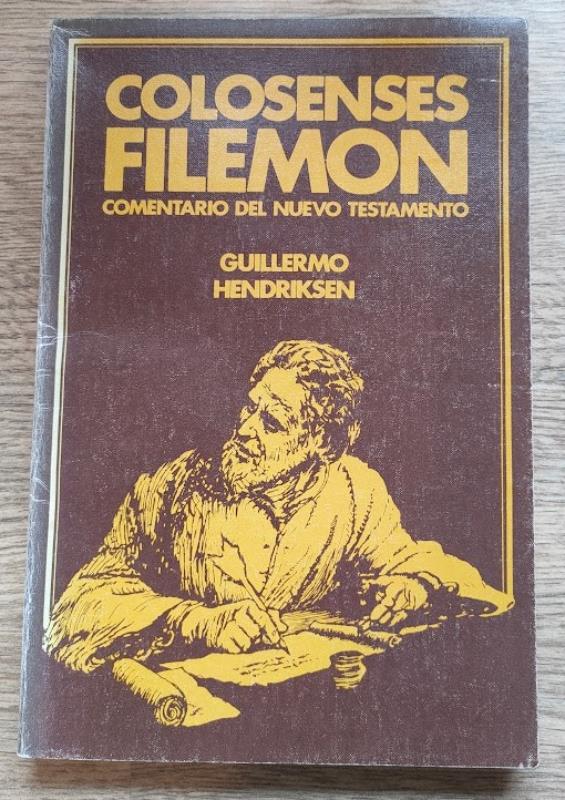 COLOSENSES
FILEMON
COMENTARIO DEL NUEVO TESTAMENTO
GUILLERMO
HENDRIKSEN